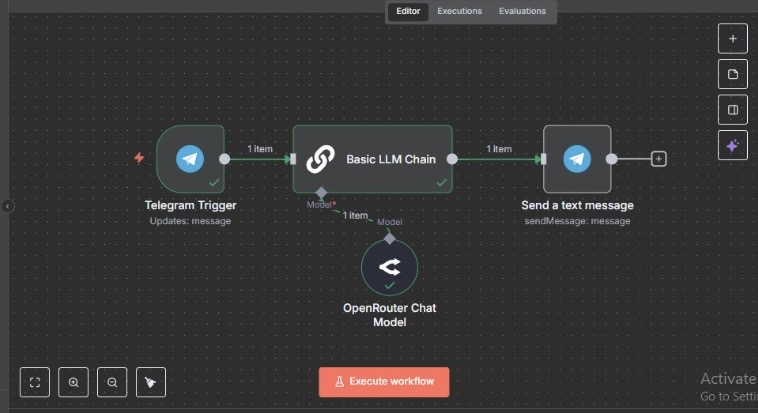 Editor
Executions
Evaluations
1 item
1 item
Basic LLM Chain
Telegram Trigger
Updates: message
Send a text message
sendMessage: message
Model*
1 item
Model
OpenRouter Chat
Model
Execute workflow
Activate
Go to Setti